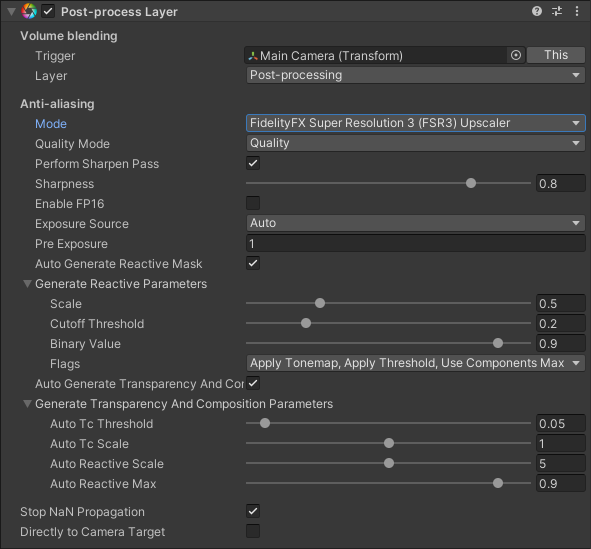 Post-process Layer
Volume blending
Trigger Main Camera (Transform) This
Layer Post-processing
Anti-aliasing
Mode FidelityFX Super Resolution 3 (FSR3) Upscaler
Quality Mode Quality
Perform Sharpen Pass
Sharpness 0.8
Enable FP16
Exposure Source Auto
Pre Exposure 1
Auto Generate Reactive Mask
Generate Reactive Parameters
Scale 0.5
Cutoff Threshold 0.2
Binary Value 0.9
Flags Apply Tonemap, Apply Threshold, Use Components Max
Auto Generate Transparency And Co
Generate Transparency And Composition Parameters
Auto Tc Threshold 0.05
Auto Tc Scale 1
Auto Reactive Scale 5
Auto Reactive Max 0.9
Stop NaN Propagation
Directly to Camera Target